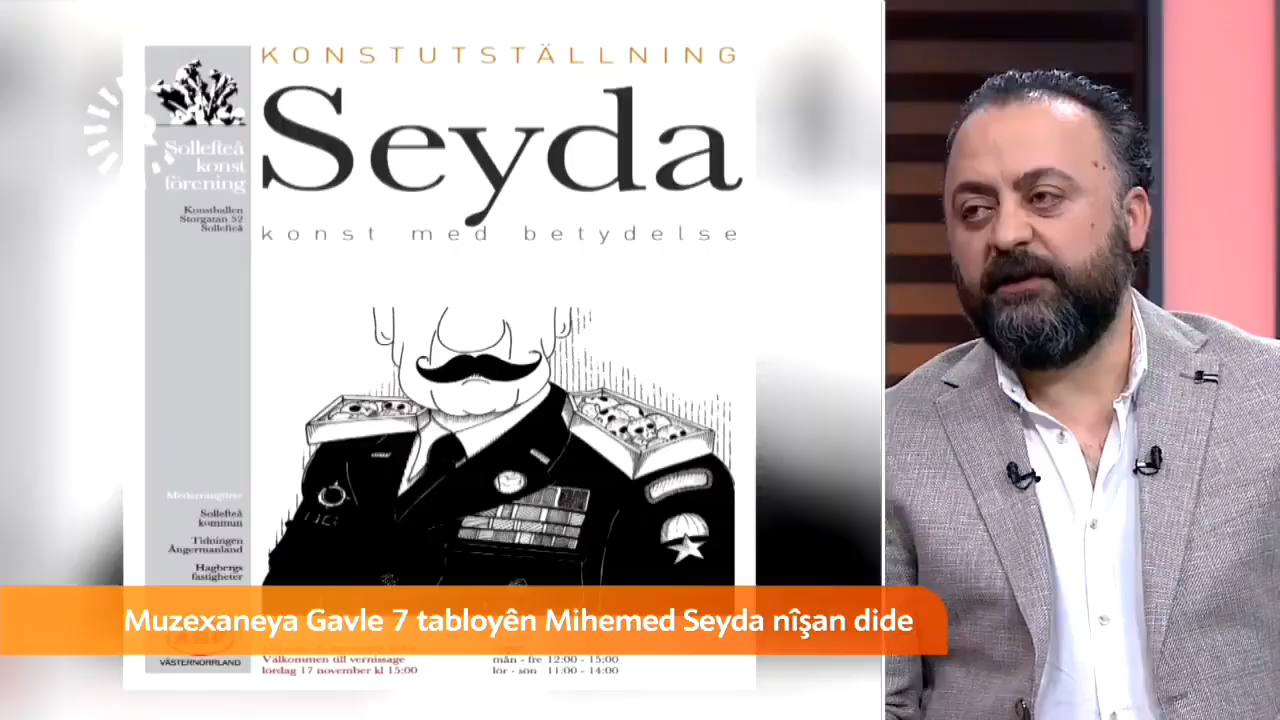 KONSTUTSTÄLLNING
Seyda
konst med betydelse
Sollefteå
konst
förening
Konsthallen
Storgatan 52
Sollefteå
Medarrangörer
Sollefteå
kommun
Tidningen
Ångermanland
Hagbergs
fastigheter
Muzexaneya Gavle 7 tabloyên Mihemed Seyda nîşan dide
VÄSTERNORRLAND
Välkommen till vernissage
lördag 17 november kl 15:00
mån - fre 12:00 - 15:00
lör - sön 11:00 - 14:00